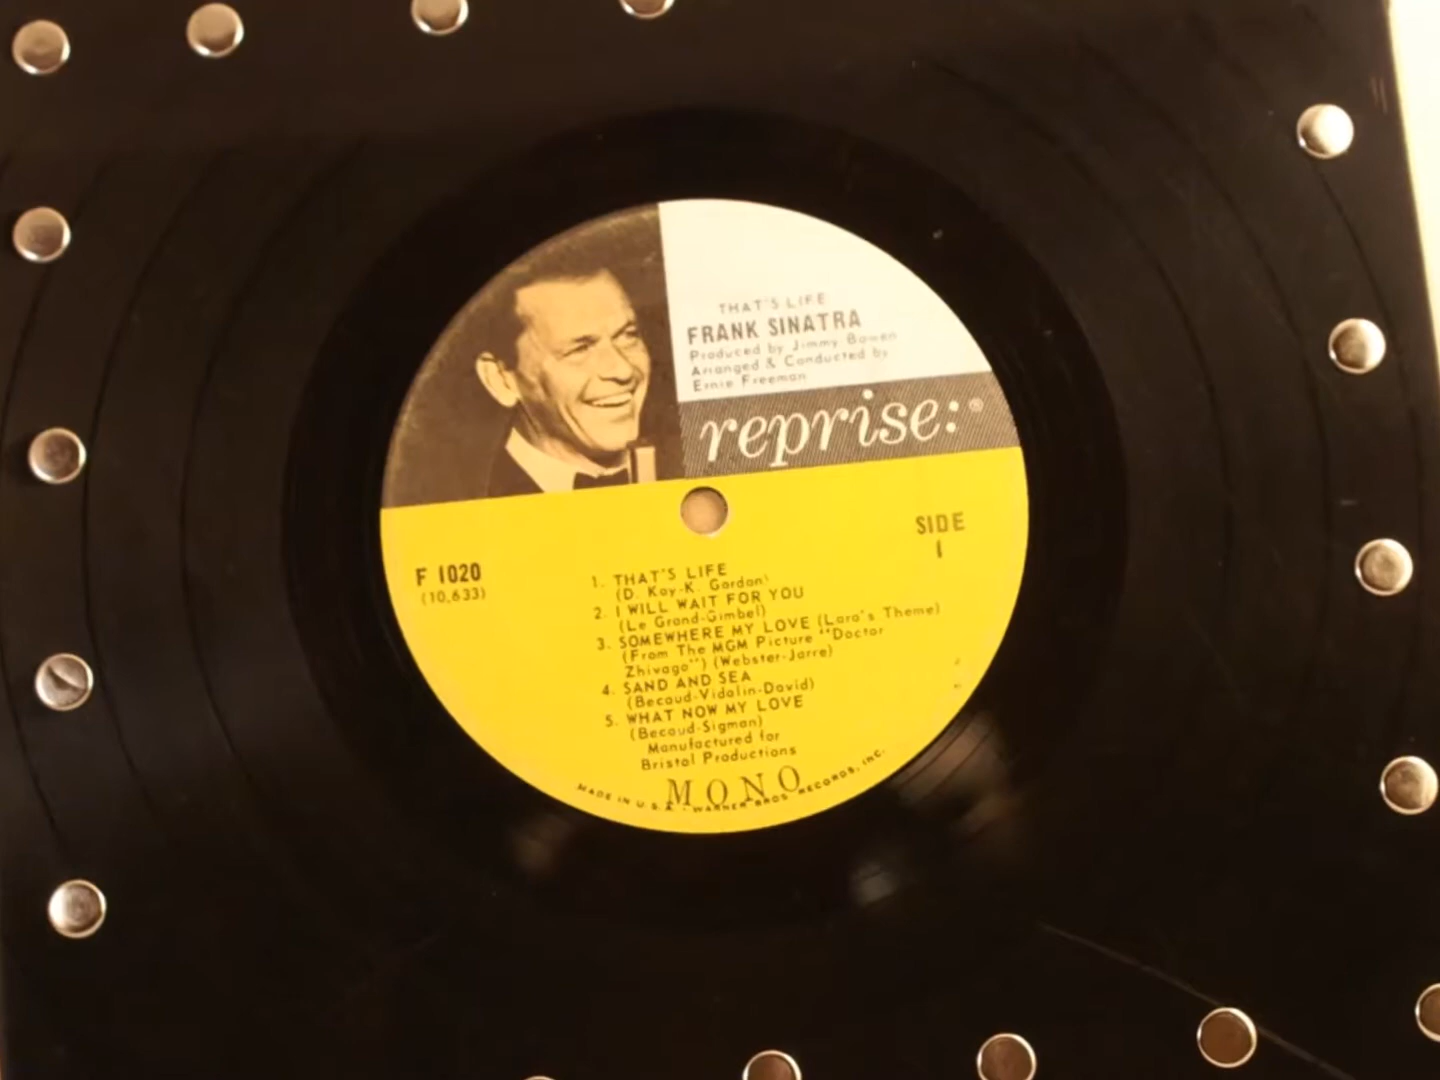 THAT'S LIFE
FRANK SINATRA
Produced by Jimmy Bowen
Arranged & Conducted by
Ernie Freeman
reprise:®
SIDE
1
F 1020
(10,633)
1. THAT'S LIFE
(D. Kay-K. Gordon)
2. I WILL WAIT FOR YOU
(Le Grand-Gimbel)
3. SOMEWHERE MY LOVE (Lara's Theme)
(From The MGM Picture "Doctor
Zhivago") (Webster-Jarre)
4. SAND AND SEA
(Becaud-Vidalin-David)
5. WHAT NOW MY LOVE
(Becaud-Sigman)
Manufactured for
Bristol Productions
MONO
MADE IN U.S.A. • WARNER BROS. RECORDS, INC.